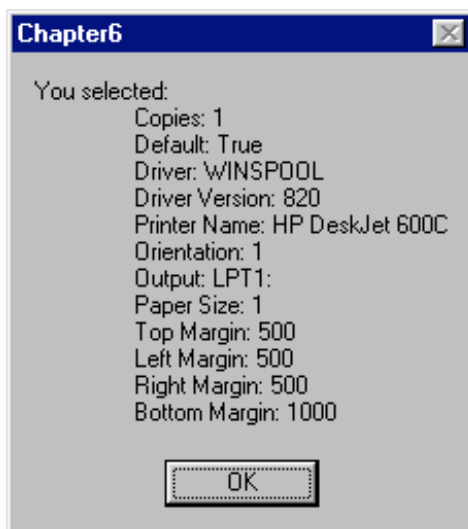 Chapter6
You selected:
Copies: 1
Default: True
Driver: WINSPOOL
Driver Version: 820
Printer Name: HP DeskJet 600C
Orientation: 1
Output: LPT1:
Paper Size: 1
Top Margin: 500
Left Margin: 500
Right Margin: 500
Bottom Margin: 1000
OK